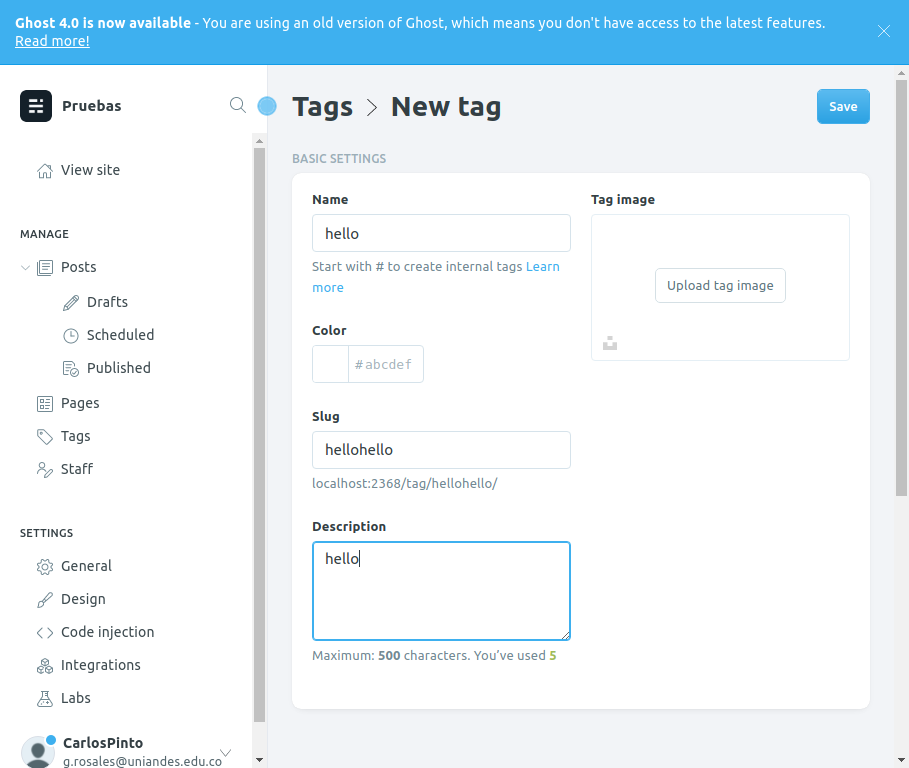 Ghost 4.0 is now available - You are using an old version of Ghost, which means you don't have access to the latest features.
Read more!
Pruebas
View site
MANAGE
Posts
Drafts
Scheduled
Published
Pages
Tags
Staff
SETTINGS
General
Design
Code injection
Integrations
Labs
CarlosPinto
g.rosales@uniandes.edu.co
Tags > New tag
Save
BASIC SETTINGS
Name
hello
Start with # to create internal tags Learn
more
Color
#abcdef
Slug
hellohello
localhost:2368/tag/hellohello/
Description
hello
Maximum: 500 characters. You’ve used 5
Tag image
Upload tag image